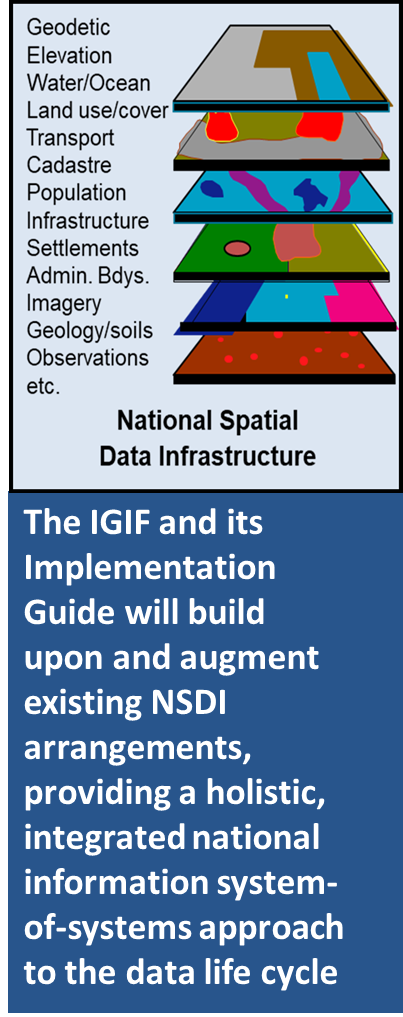 Geodetic
Elevation
Water/Ocean
Land use/cover
Transport
Cadastre
Population
Infrastructure
Settlements
Admin. Bdys.
Imagery
Geology/soils
Observations
etc.
National Spatial
Data Infrastructure
The IGIF and its
Implementation
Guide will build
upon and augment
existing NSDI
arrangements,
providing a holistic,
integrated national
information system-
of-systems approach
to the data life cycle